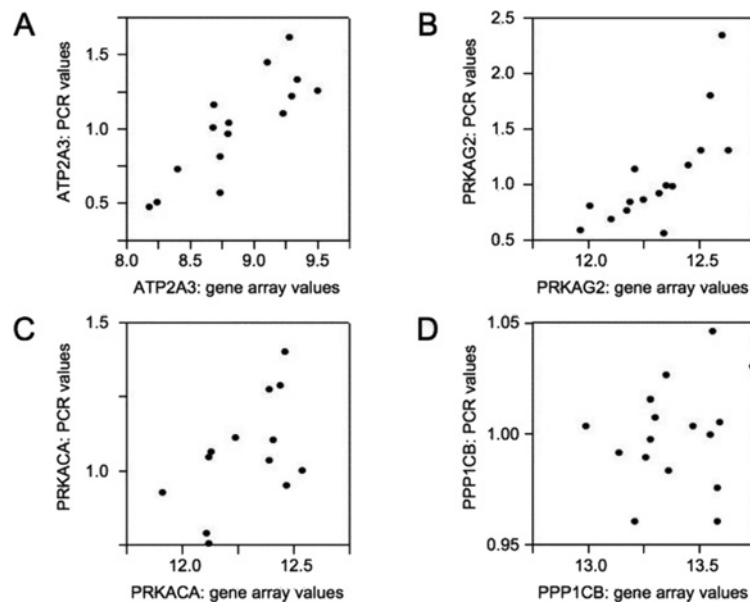 A
ATP2A3: PCR values
1.5
1.0
0.5
8.0 8.5 9.0 9.5
ATP2A3: gene array values
B
PRKAG2: PCR values
2.5
2.0
1.5
1.0
0.5
12.0 12.5
PRKAG2: gene array values
C
PRKACA: PCR values
1.5
1.0
12.0 12.5
PRKACA: gene array values
D
PPP1CB: PCR values
1.05
1.00
0.95
13.0 13.5
PPP1CB: gene array values